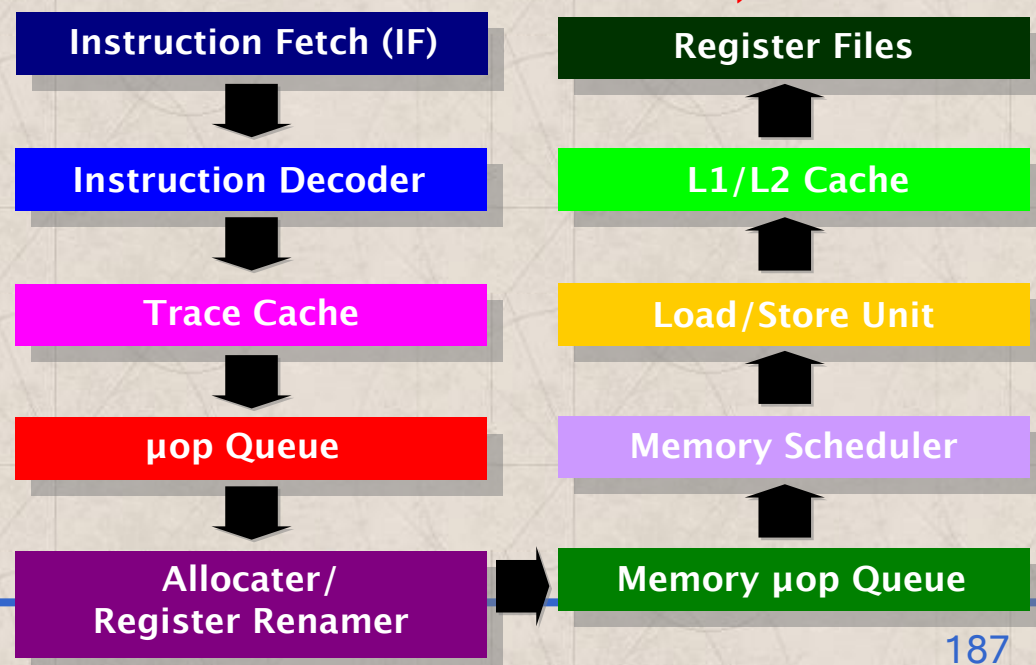 Instruction Fetch (IF)
Instruction Decoder
Trace Cache
µop Queue
Allocater/
Register Renamer
Memory µop Queue
Memory Scheduler
Load/Store Unit
L1/L2 Cache
Register Files
187